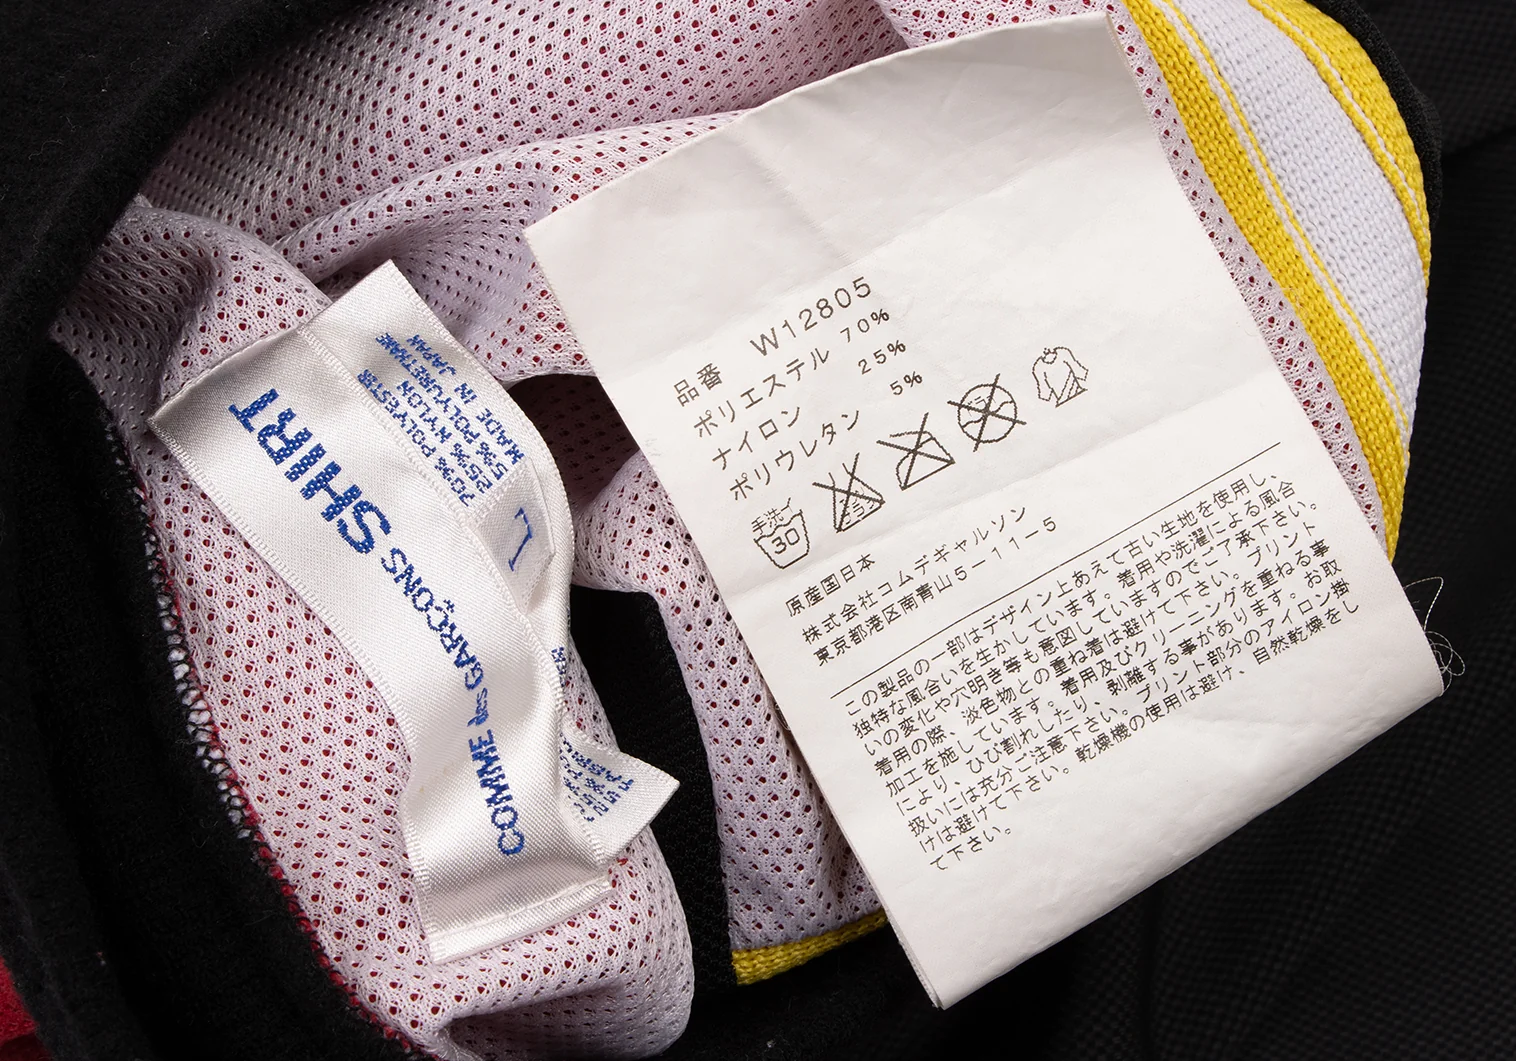 SHIRT
COMME des GARÇONS
70% POLYESTER
25% NYLON
5% POLYURETHANE
MADE IN JAPAN
L
品番 W12805
ポリエステル 70%
ナイロン 25%
ポリウレタン 5%
手洗イ
30
原産国日本
株式会社コムデギャルソン
東京都港区南青山5-11-5
この製品の一部はデザイン上あえて古い生地を使用し、
独特な風合いを生かしています。着用や洗濯による風合
いの変化や穴明き等も意図していますのでご了承下さい。
着用の際、淡色物との重ね着は避けて下さい。プリント
加工を施しています。着用及びクリーニングを重ねる事
により、ひび割れしたり、剥離する事があります。お取
扱いには充分ご注意下さい。プリント部分のアイロン掛
けは避けて下さい。乾燥機の使用は避け、自然乾燥をし
て下さい。